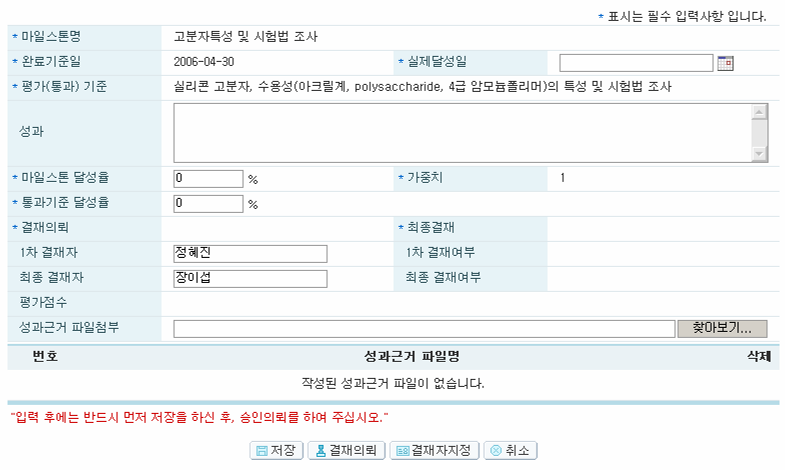 * 표시는 필수 입력사항 입니다.
* 마일스톤명 고분자특성 및 시험법 조사
* 완료기준일 2006-04-30 * 실제달성일
* 평가(통과) 기준 실리콘 고분자, 수용성(아크릴계, polysaccharide, 4급 암모늄폴리머)의 특성 및 시험법 조사
성과
* 마일스톤 달성율 0 % * 가중치 1
* 통과기준 달성율 0 %
* 결재의뢰 * 최종결재
1차 결재자 정혜진 1차 결재여부
최종 결재자 장이섭 최종 결재여부
평가점수
성과근거 파일첨부 찾아보기...
번호 성과근거 파일명 삭제
작성된 성과근거 파일이 없습니다.
"입력 후에는 반드시 먼저 저장을 하신 후, 승인의뢰를 하여 주십시오."
저장 결재의뢰 결재자지정 취소